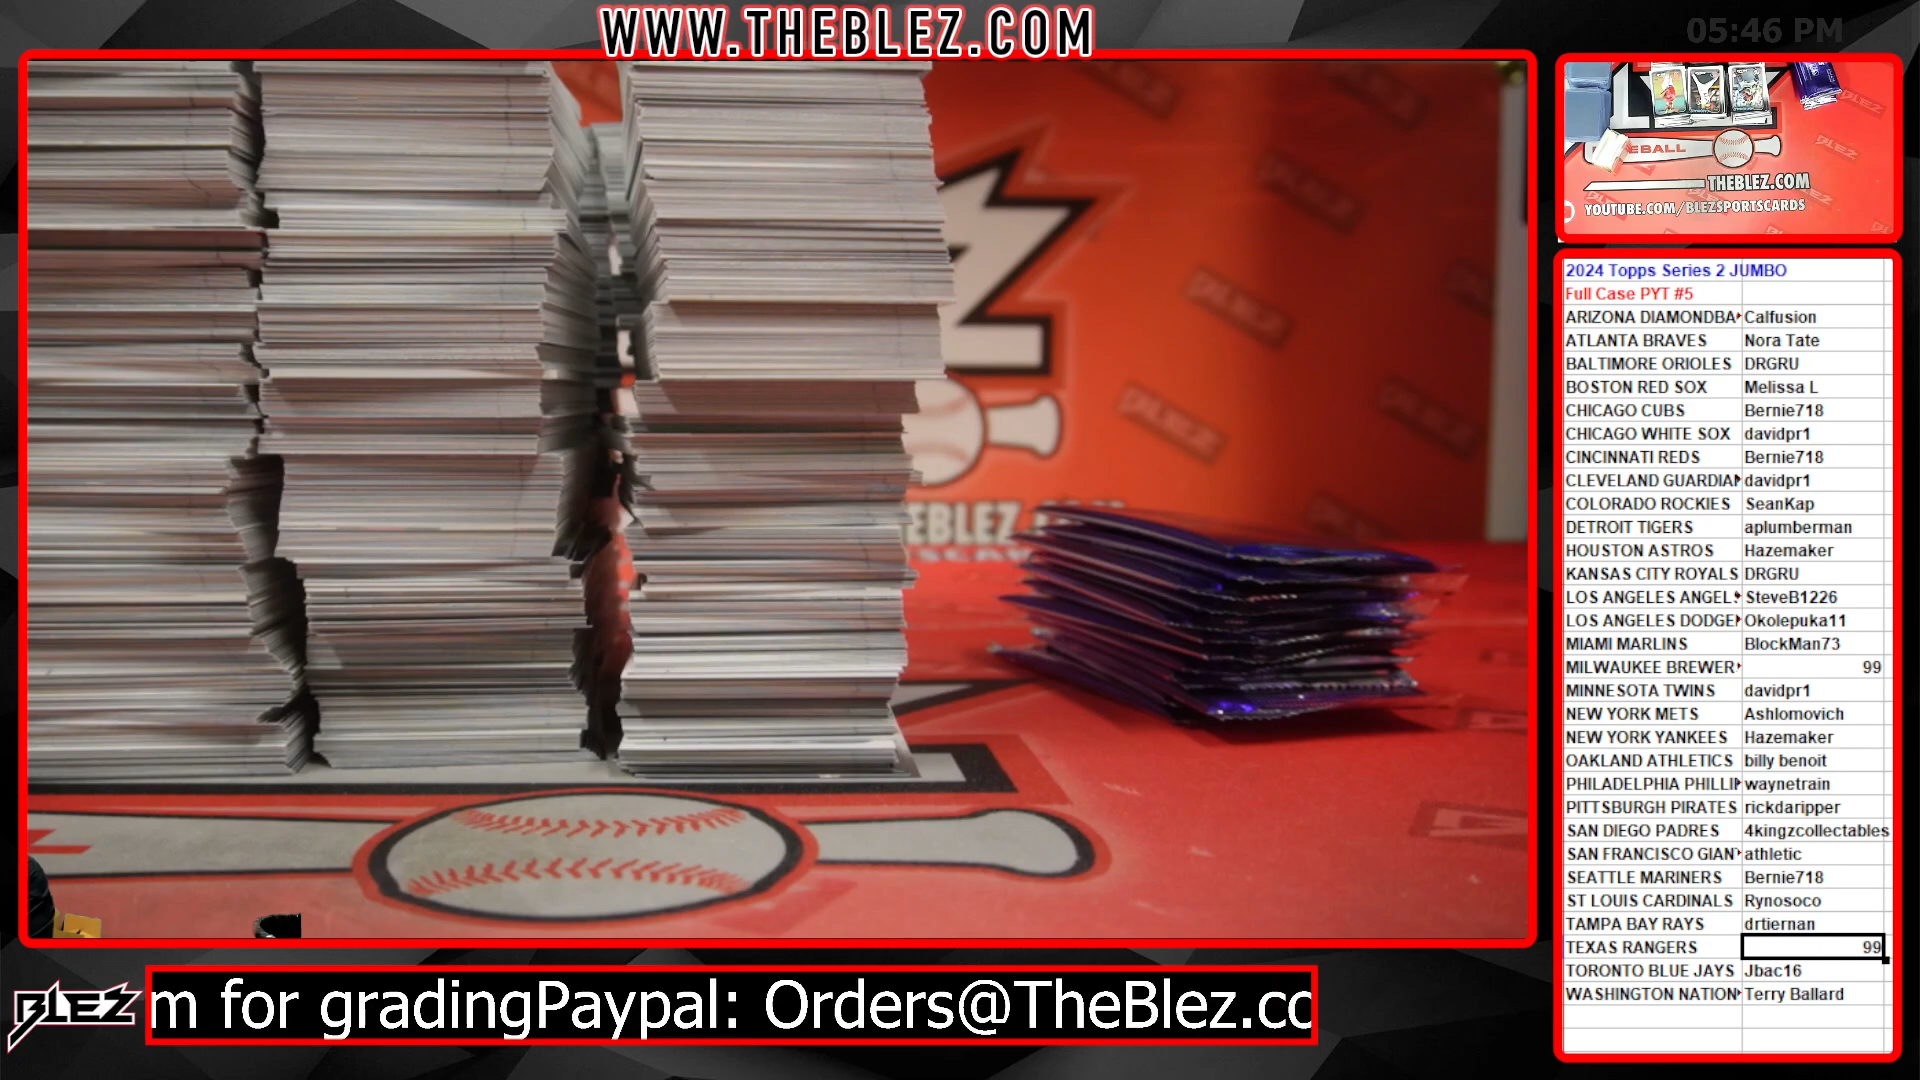 WWW.THEBLEZ.COM
05:46 PM
EBLEZ
BLEZ
EBALL
BLEZ
THEBLEZ.COM
YOUTUBE.COM/BLEZSPORTSCARDS
2024 Topps Series 2 JUMBO
Full Case PYT #5
ARIZONA DIAMONDBA Calfusion
ATLANTA BRAVES Nora Tate
BALTIMORE ORIOLES DRGRU
BOSTON RED SOX Melissa L
CHICAGO CUBS Bernie718
CHICAGO WHITE SOX davidpr1
CINCINNATI REDS Bernie718
CLEVELAND GUARDIAN davidpr1
COLORADO ROCKIES SeanKap
DETROIT TIGERS aplumberman
HOUSTON ASTROS Hazemaker
KANSAS CITY ROYALS DRGRU
LOS ANGELES ANGELS SteveB1226
LOS ANGELES DODGE Okolepuka11
MIAMI MARLINS BlockMan73
MILWAUKEE BREWER 99
MINNESOTA TWINS davidpr1
NEW YORK METS Ashlomovich
NEW YORK YANKEES Hazemaker
OAKLAND ATHLETICS billy benoit
PHILADELPHIA PHILLI waynetrain
PITTSBURGH PIRATES rickdaripper
SAN DIEGO PADRES 4kingzcollectables
SAN FRANCISCO GIAN athletic
SEATTLE MARINERS Bernie718
ST LOUIS CARDINALS Rynosoco
TAMPA BAY RAYS drtiernan
TEXAS RANGERS 99
TORONTO BLUE JAYS Jbac16
WASHINGTON NATION Terry Ballard
BLEZ
m for gradingPaypal: Orders@TheBlez.cc